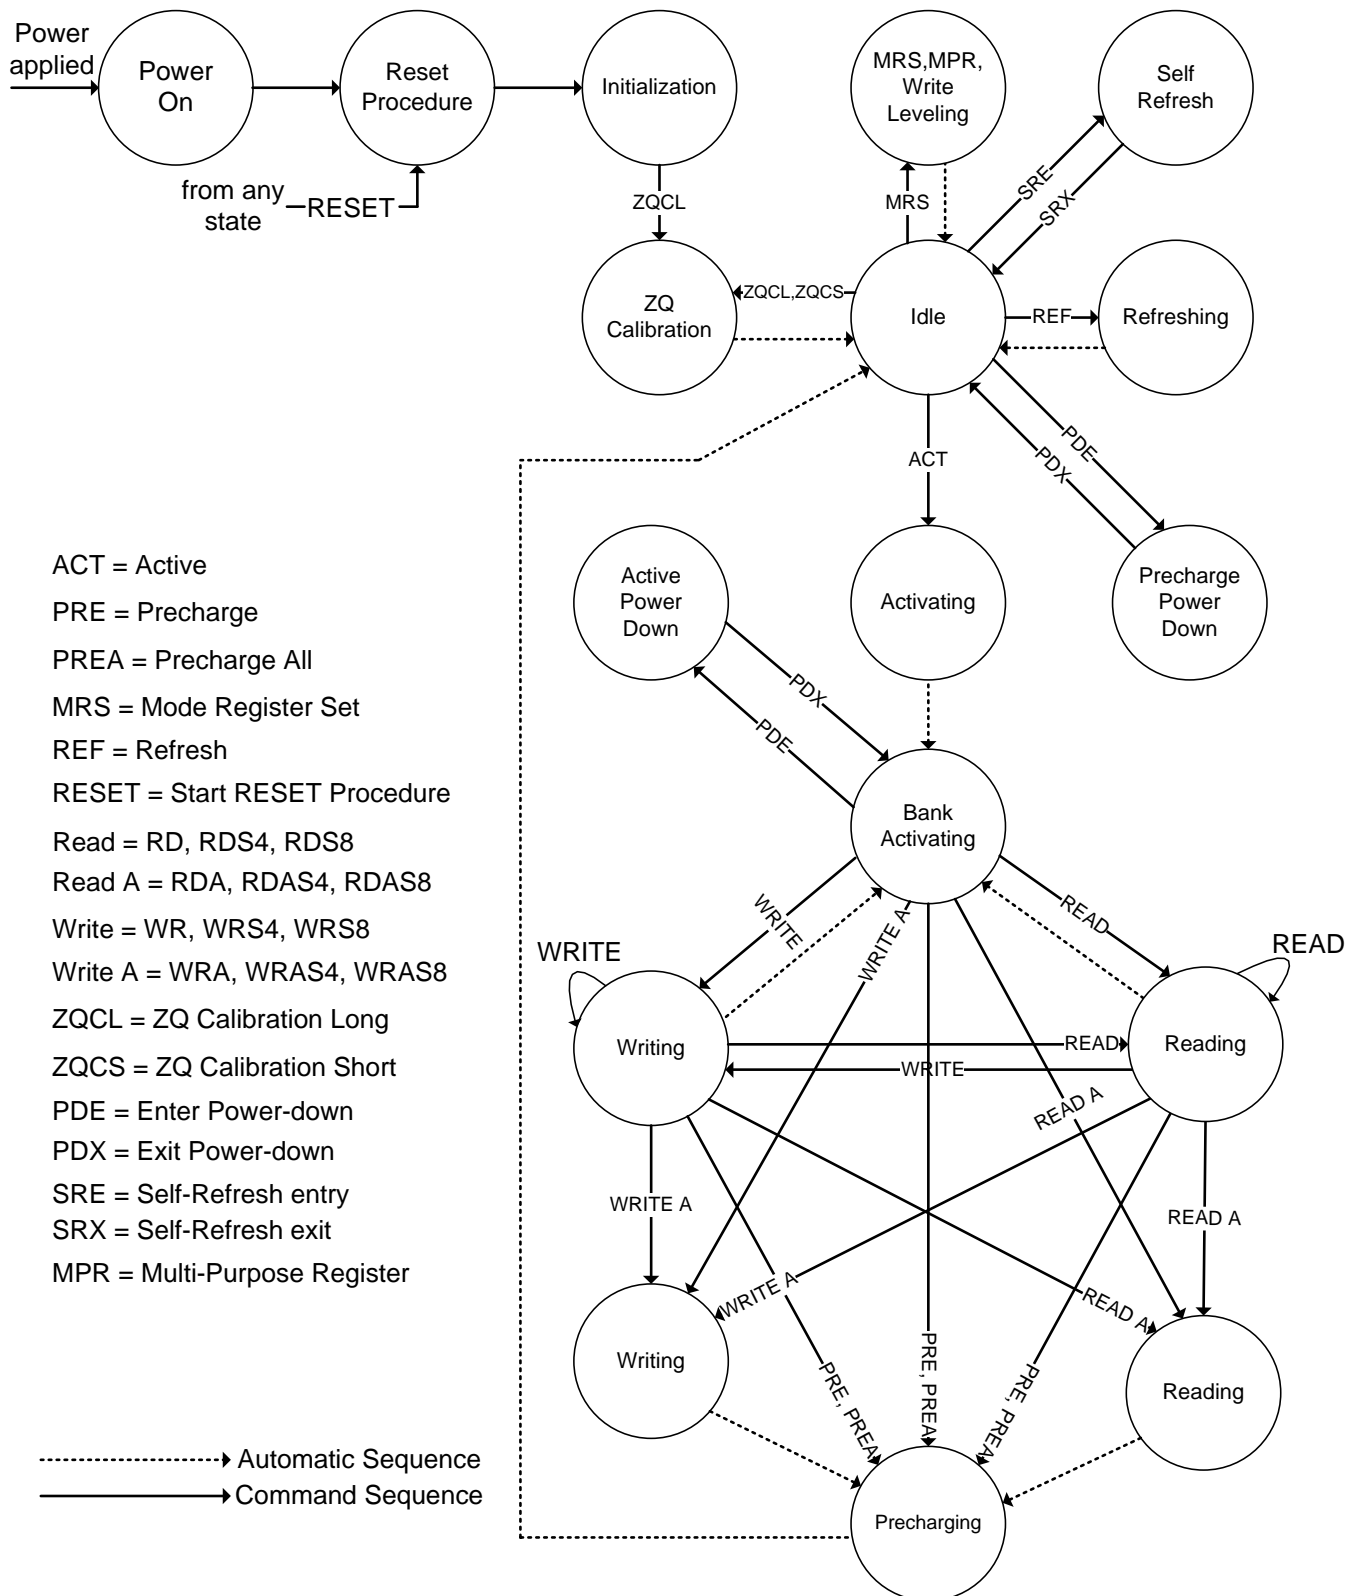 Power
applied
Power
On
Reset
Procedure
Initialization
MRS,MPR,
Write
Leveling
Self
Refresh
from any
state
RESET
ZQCL
MRS
SRE
SRX
ZQ
Calibration
ZQCL,ZQCS
Idle
REF
Refreshing
ACT
PDE
PDX
Active
Power
Down
Activating
Precharge
Power
Down
PDX
PDE
Bank
Activating
ACT = Active
PRE = Precharge
PREA = Precharge All
MRS = Mode Register Set
REF = Refresh
RESET = Start RESET Procedure
Read = RD, RDS4, RDS8
Read A = RDA, RDAS4, RDAS8
Write = WR, WRS4, WRS8
Write A = WRA, WRAS4, WRAS8
ZQCL = ZQ Calibration Long
ZQCS = ZQ Calibration Short
PDE = Enter Power-down
PDX = Exit Power-down
SRE = Self-Refresh entry
SRX = Self-Refresh exit
MPR = Multi-Purpose Register
WRITE
WRITE
WRITE A
READ
READ
Writing
READ
WRITE
Reading
READ A
WRITE A
READ A
WRITE A
READ A
Writing
PRE, PREA
PRE, PREA
PRE, PREA
Reading
Precharging
Automatic Sequence
Command Sequence